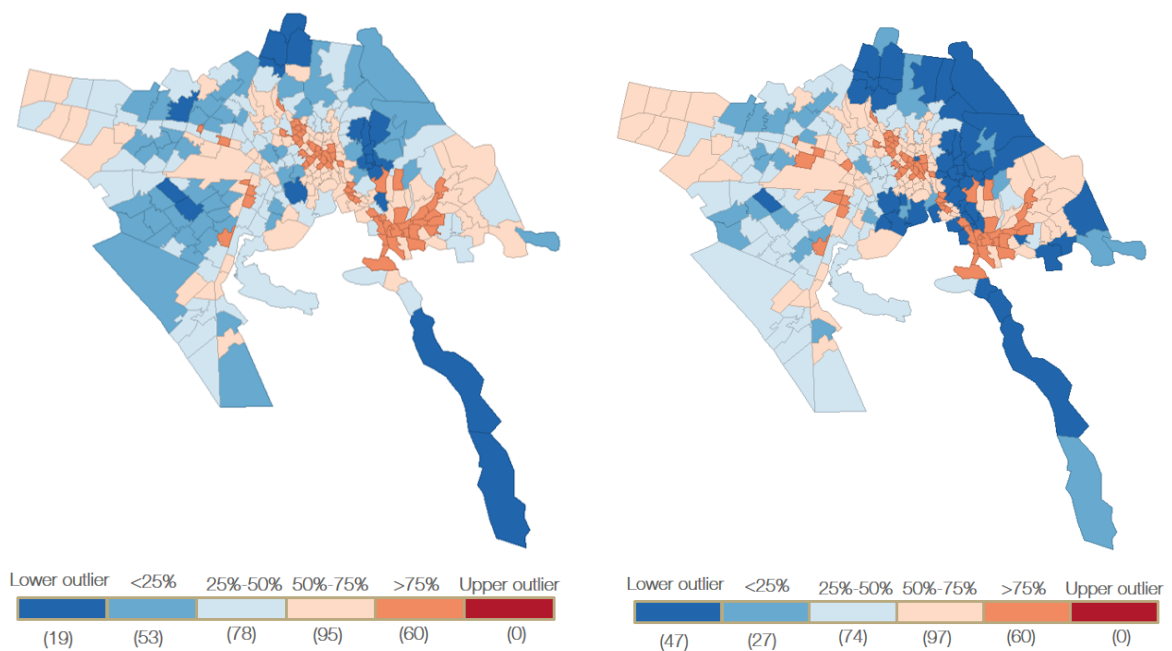 Lower outlier <25% 25%-50% 50%-75% >75% Upper outlier
(19) (53) (78) (95) (60) (0)
Lower outlier <25% 25%-50% 50%-75% >75% Upper outlier
(47) (27) (74) (97) (60) (0)